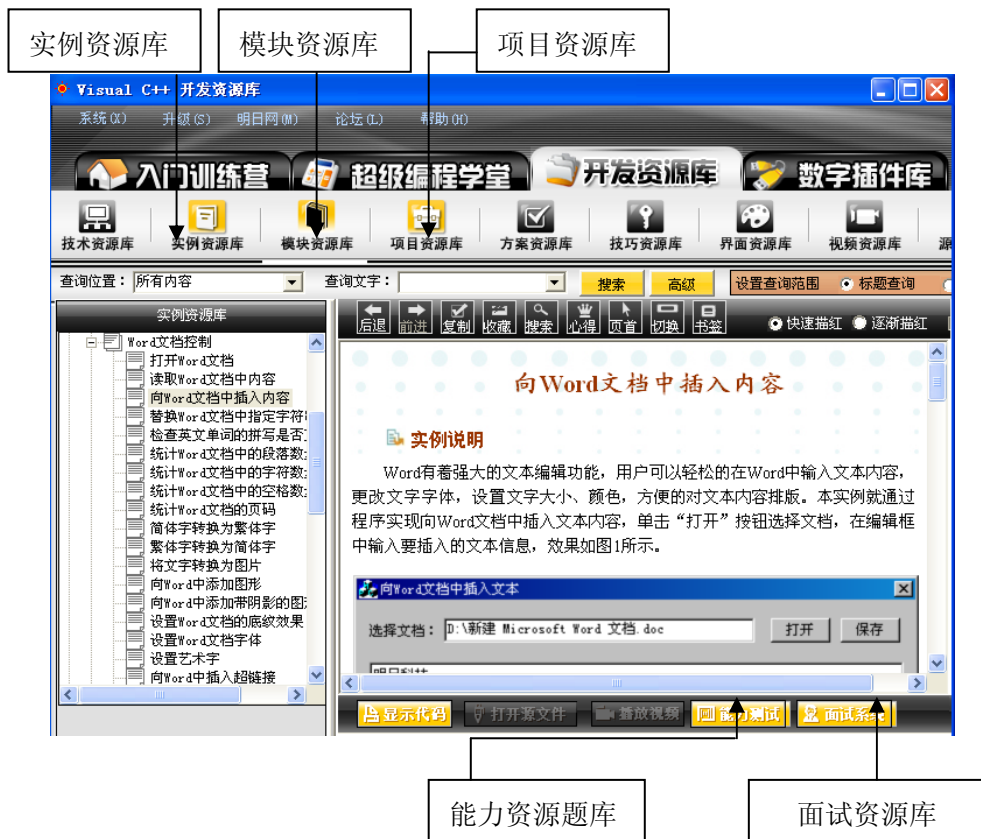 实例资源库 模块资源库 项目资源库
Visual C++ 开发资源库
系统(X) 升级(S) 明日网(M) 论坛(L) 帮助(H)
入门训练营 超级编程学堂 开发资源库 数字插件库
技术资源库 实例资源库 模块资源库 项目资源库 方案资源库 技巧资源库 界面资源库 视频资源库 源
查询位置： 所有内容 查询文字： 搜索 高级 设置查询范围 标题查询
实例资源库
后退 前进 复制 收藏 搜索 心得 页首 切换 书签 快速描红 逐渐描红
Word文档控制
打开Word文档
读取Word文档中内容
向Word文档中插入内容
替换Word文档中指定字符
检查英文单词的拼写是否
统计Word文档中的段落数
统计Word文档中的字符数
统计Word文档中的空格数
统计Word文档的页码
简体字转换为繁体字
繁体字转换为简体字
将文字转换为图片
向Word中添加图形
向Word中添加带阴影的图
设置Word文档的底纹效果
设置Word文档字体
设置艺术字
向Word中插入超链接
向Word文档中插入内容
实例说明
Word有着强大的文本编辑功能，用户可以轻松的在Word中输入文本内容，
更改文字字体，设置文字大小、颜色，方便的对文本内容排版。本实例就通过
程序实现向Word文档中插入文本内容，单击“打开”按钮选择文档，在编辑框
中输入要插入的文本信息，效果如图1所示。
向Word文档中插入文本
选择文档： D:\新建 Microsoft Word 文档.doc 打开 保存
明日科技
显示代码 打开源文件 播放视频 能力测试 面试系统
能力资源题库 面试资源库